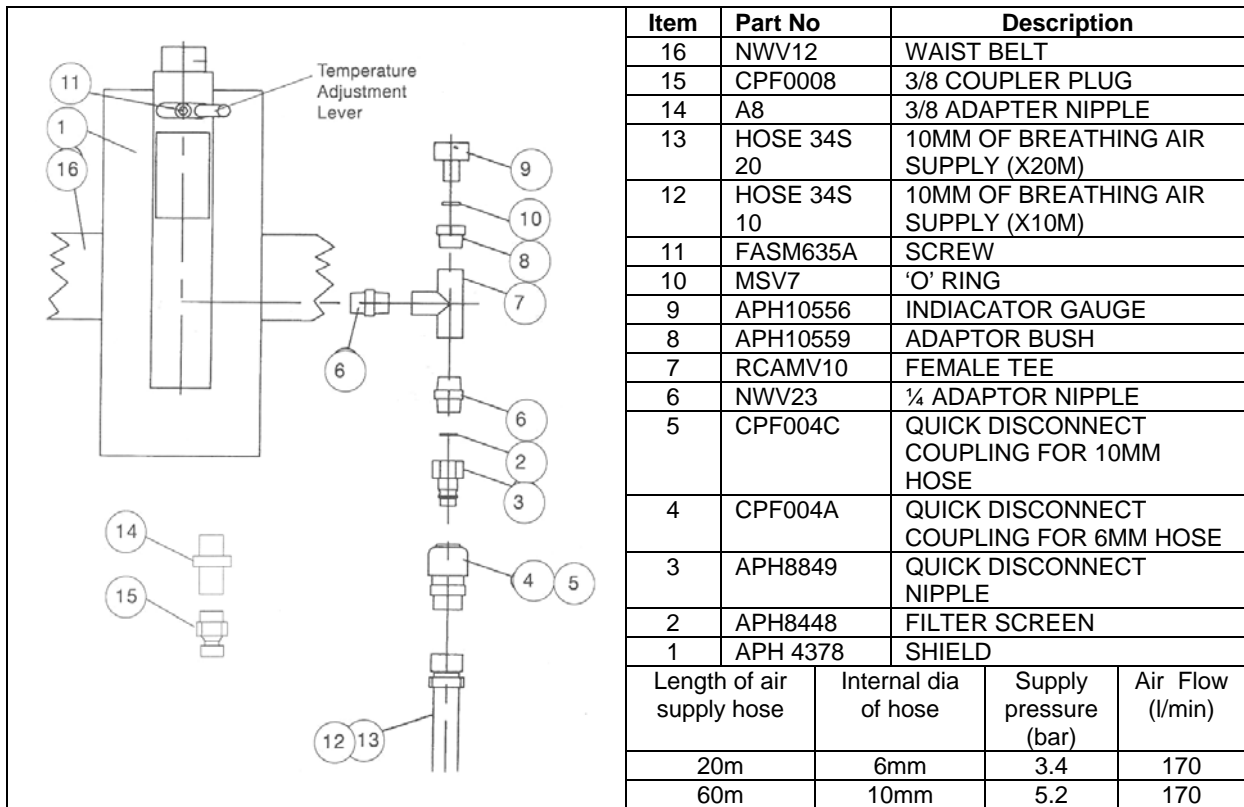 Temperature
Adjustment
Lever
11
1
16
9
10
8
7
6
6
2
3
14
4 5
15
12 13
Item Part No Description
16 NWV12 WAIST BELT
15 CPF0008 3/8 COUPLER PLUG
14 A8 3/8 ADAPTER NIPPLE
13 HOSE 34S 10MM OF BREATHING AIR
20 SUPPLY (X20M)
12 HOSE 34S 10MM OF BREATHING AIR
10 SUPPLY (X10M)
11 FASM635A SCREW
10 MSV7 ‘O’ RING
9 APH10556 INDIACATOR GAUGE
8 APH10559 ADAPTOR BUSH
7 RCAMV10 FEMALE TEE
6 NWV23 ¼ ADAPTOR NIPPLE
5 CPF004C QUICK DISCONNECT
COUPLING FOR 10MM
HOSE
4 CPF004A QUICK DISCONNECT
COUPLING FOR 6MM HOSE
3 APH8849 QUICK DISCONNECT
NIPPLE
2 APH8448 FILTER SCREEN
1 APH 4378 SHIELD
Length of air Internal dia Supply Air Flow
supply hose of hose pressure (l/min)
(bar)
20m 6mm 3.4 170
60m 10mm 5.2 170